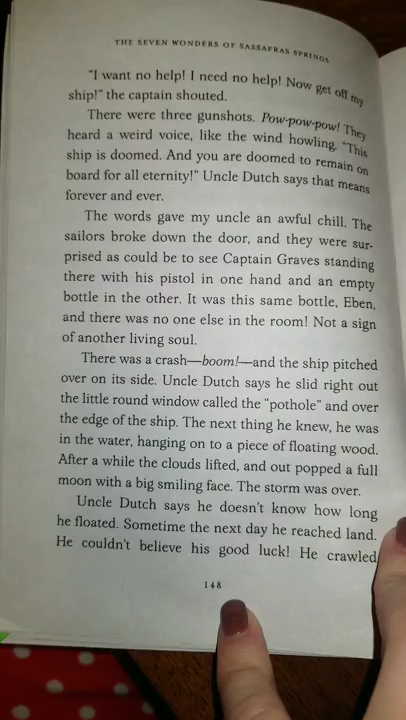 THE SEVEN WONDERS OF SASSAFRAS SPRINGS
"I want no help! I need no help! Now get off my
ship!" the captain shouted.
There were three gunshots. Pow-pow-pow! They
heard a weird voice, like the wind howling. "This
ship is doomed. And you are doomed to remain on
board for all eternity!" Uncle Dutch says that means
forever and ever.
The words gave my uncle an awful chill. The
sailors broke down the door, and they were sur-
prised as could be to see Captain Graves standing
there with his pistol in one hand and an empty
bottle in the other. It was this same bottle, Eben,
and there was no one else in the room! Not a sign
of another living soul.
There was a crash—boom!—and the ship pitched
over on its side. Uncle Dutch says he slid right out
the little round window called the "pothole" and over
the edge of the ship. The next thing he knew, he was
in the water, hanging on to a piece of floating wood.
After a while the clouds lifted, and out popped a full
moon with a big smiling face. The storm was over.
Uncle Dutch says he doesn't know how long
he floated. Sometime the next day he reached land.
He couldn't believe his good luck! He crawled
148